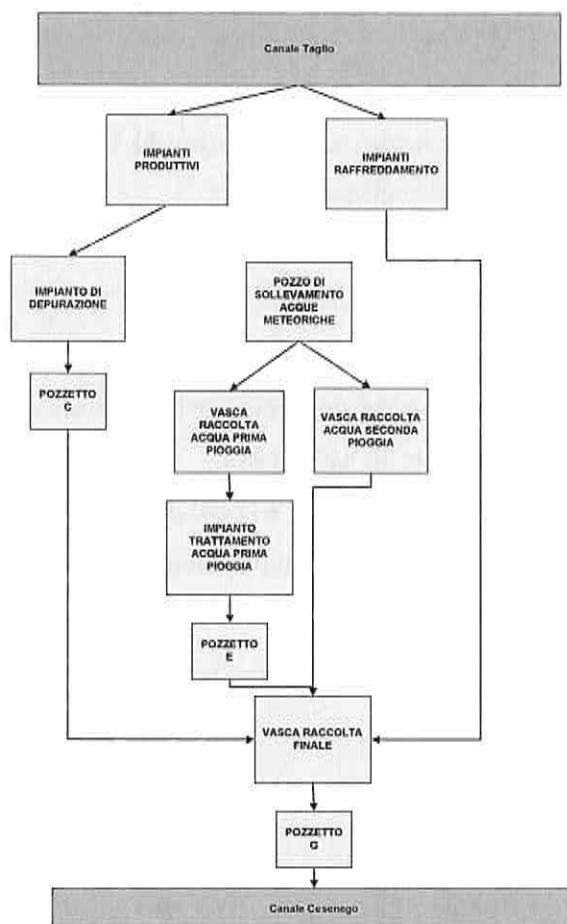 Canale Taglio
IMPIANTI
PRODUTTIVI
IMPIANTI
RAFFREDDAMENTO
IMPIANTO DI
DEPURAZIONE
POZZO DI
SOLLEVAMENTO
ACQUE
METEORICHE
POZZETTO
C
VASCA
RACCOLTA
ACQUA PRIMA
PIOGGIA
VASCA RACCOLTA
ACQUA SECONDA
PIOGGIA
IMPIANTO
TRATTAMENTO
ACQUA PRIMA
PIOGGIA
POZZETTO
E
VASCA RACCOLTA
FINALE
POZZETTO
G
Canale Cesenego